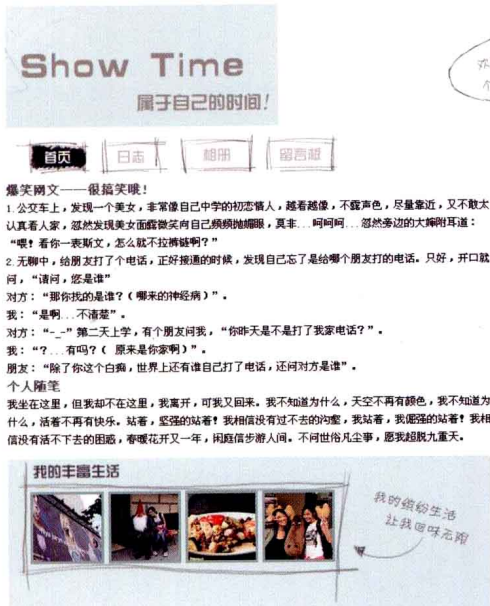 Show Time
属于自己的时间！
首页 日志 相册 留言板
爆笑网文——很搞笑哦！
1.公交车上，发现一个美女，非常像自己中学的初恋情人，越看越像，不露声色，尽量靠近，又不敢太
认真看人家，忽然发现美女面露微笑向自己频频抛媚眼，莫非...呵呵呵...忽然旁边的大婶附耳道：
“喂！看你一表斯文，怎么就不拉裤链啊？”
2.无聊中，给朋友打了个电话，正好接通的时候，发现自己忘了是给哪个朋友打的电话。只好，开口就
问，“请问，您是谁”
对方：“那你找的是谁？（哪来的神经病）”。
我：“是啊...不清楚”。
对方：“-_-”第二天上学，有个朋友问我，“你昨天是不是打了我家电话？”。
我：“？...有吗？（ 原来是你家啊）”。
朋友：“除了你这个白痴，世界上还有谁自己打了电话，还问对方是谁”。
个人随笔
我坐在这里，但我却不在这里，我离开，可我又回来。我不知道为什么，天空不再有颜色，我不知道为
什么，活着不再有快乐。站着，坚强的站着！我相信没有过不去的沟壑，我站着，我倔强的站着！我相
信没有活不下去的困惑，春暖花开又一年，闲庭信步游人间。不问世俗凡尘事，愿我超脱九重天。
我的丰富生活
我的缤纷生活
让我回味无限